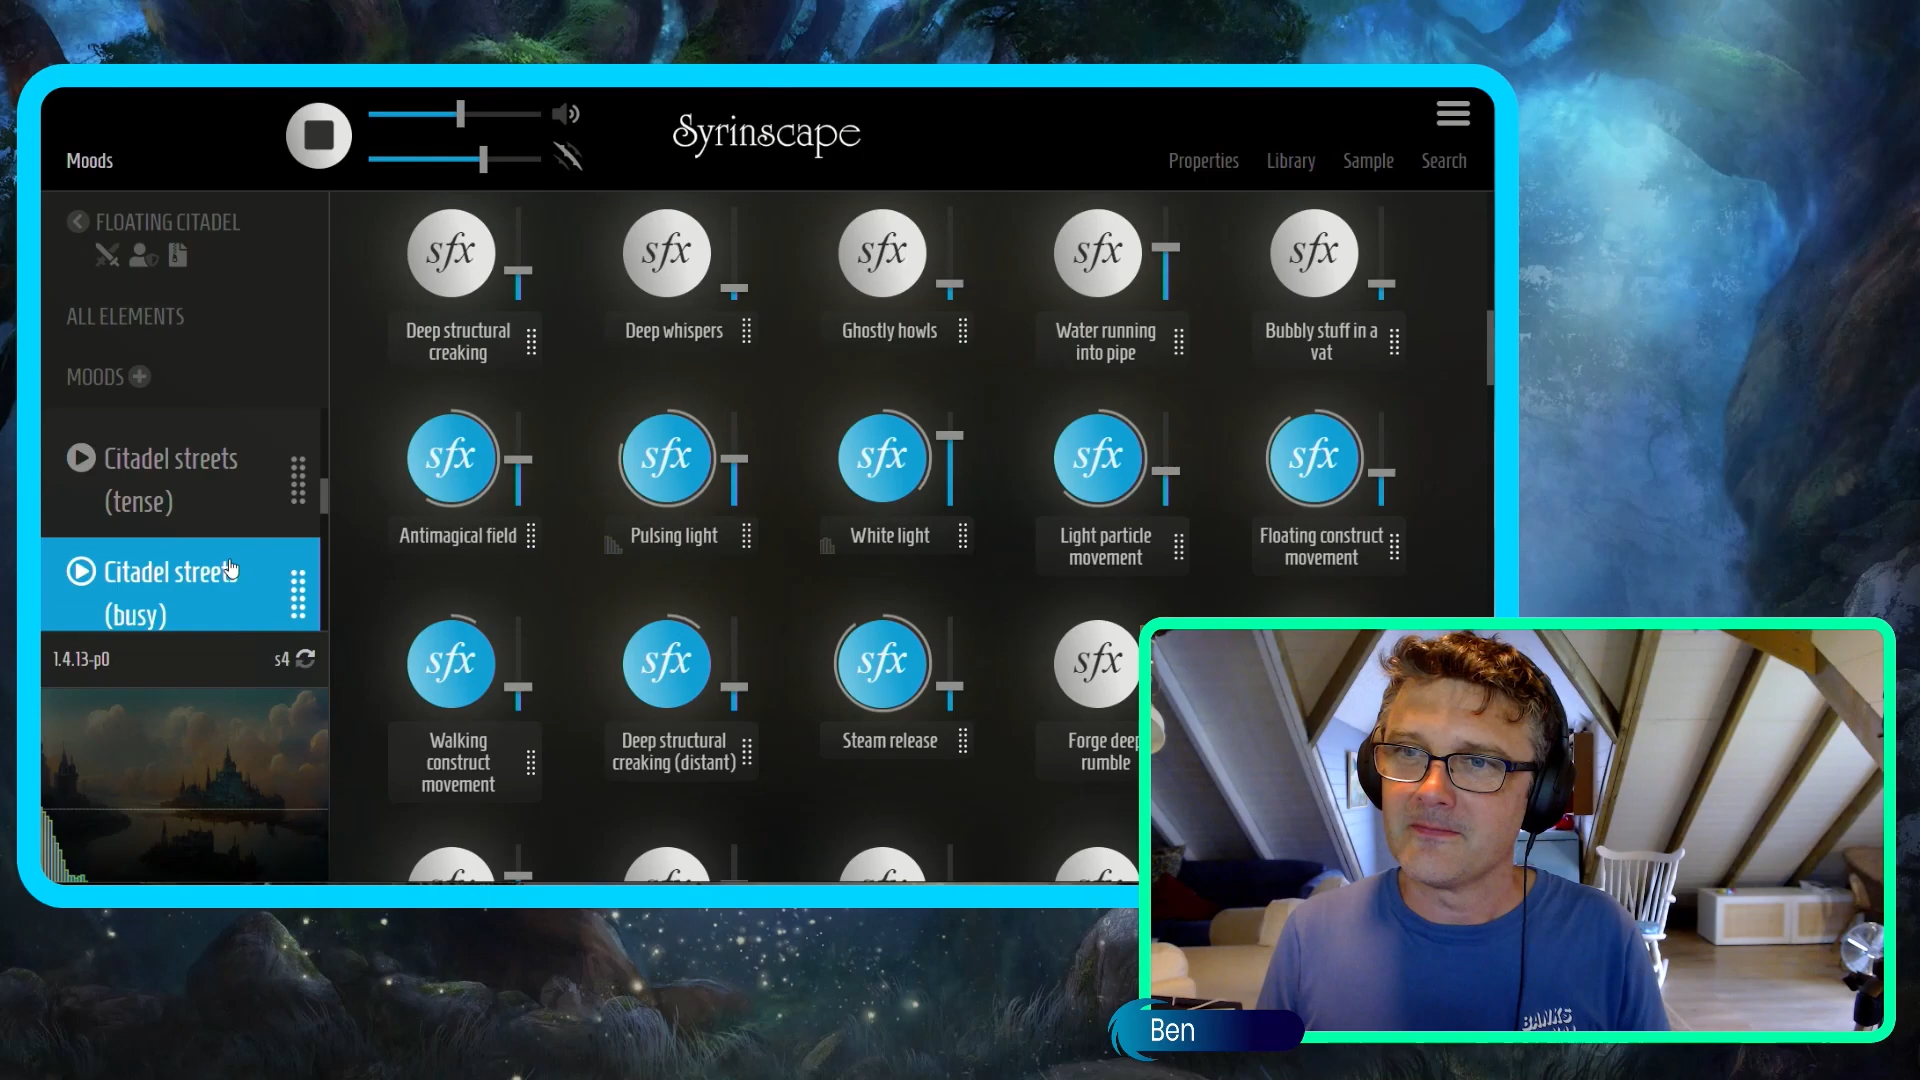 Syrinscape
Moods
Properties
Library
Sample
Search
FLOATING CITADEL
ALL ELEMENTS
MOODS
Citadel streets
(tense)
Citadel streets
(busy)
1.4.13-p0
s4
sfx
sfx
sfx
sfx
sfx
Deep structural
creaking
Deep whispers
Ghostly howls
Water running
into pipe
Bubbly stuff in a
vat
sfx
sfx
sfx
sfx
sfx
Antimagical field
Pulsing light
White light
Light particle
movement
Floating construct
movement
sfx
sfx
sfx
sfx
Walking
construct
movement
Deep structural
creaking (distant)
Steam release
Forge deep
rumble
BANKS
Ben